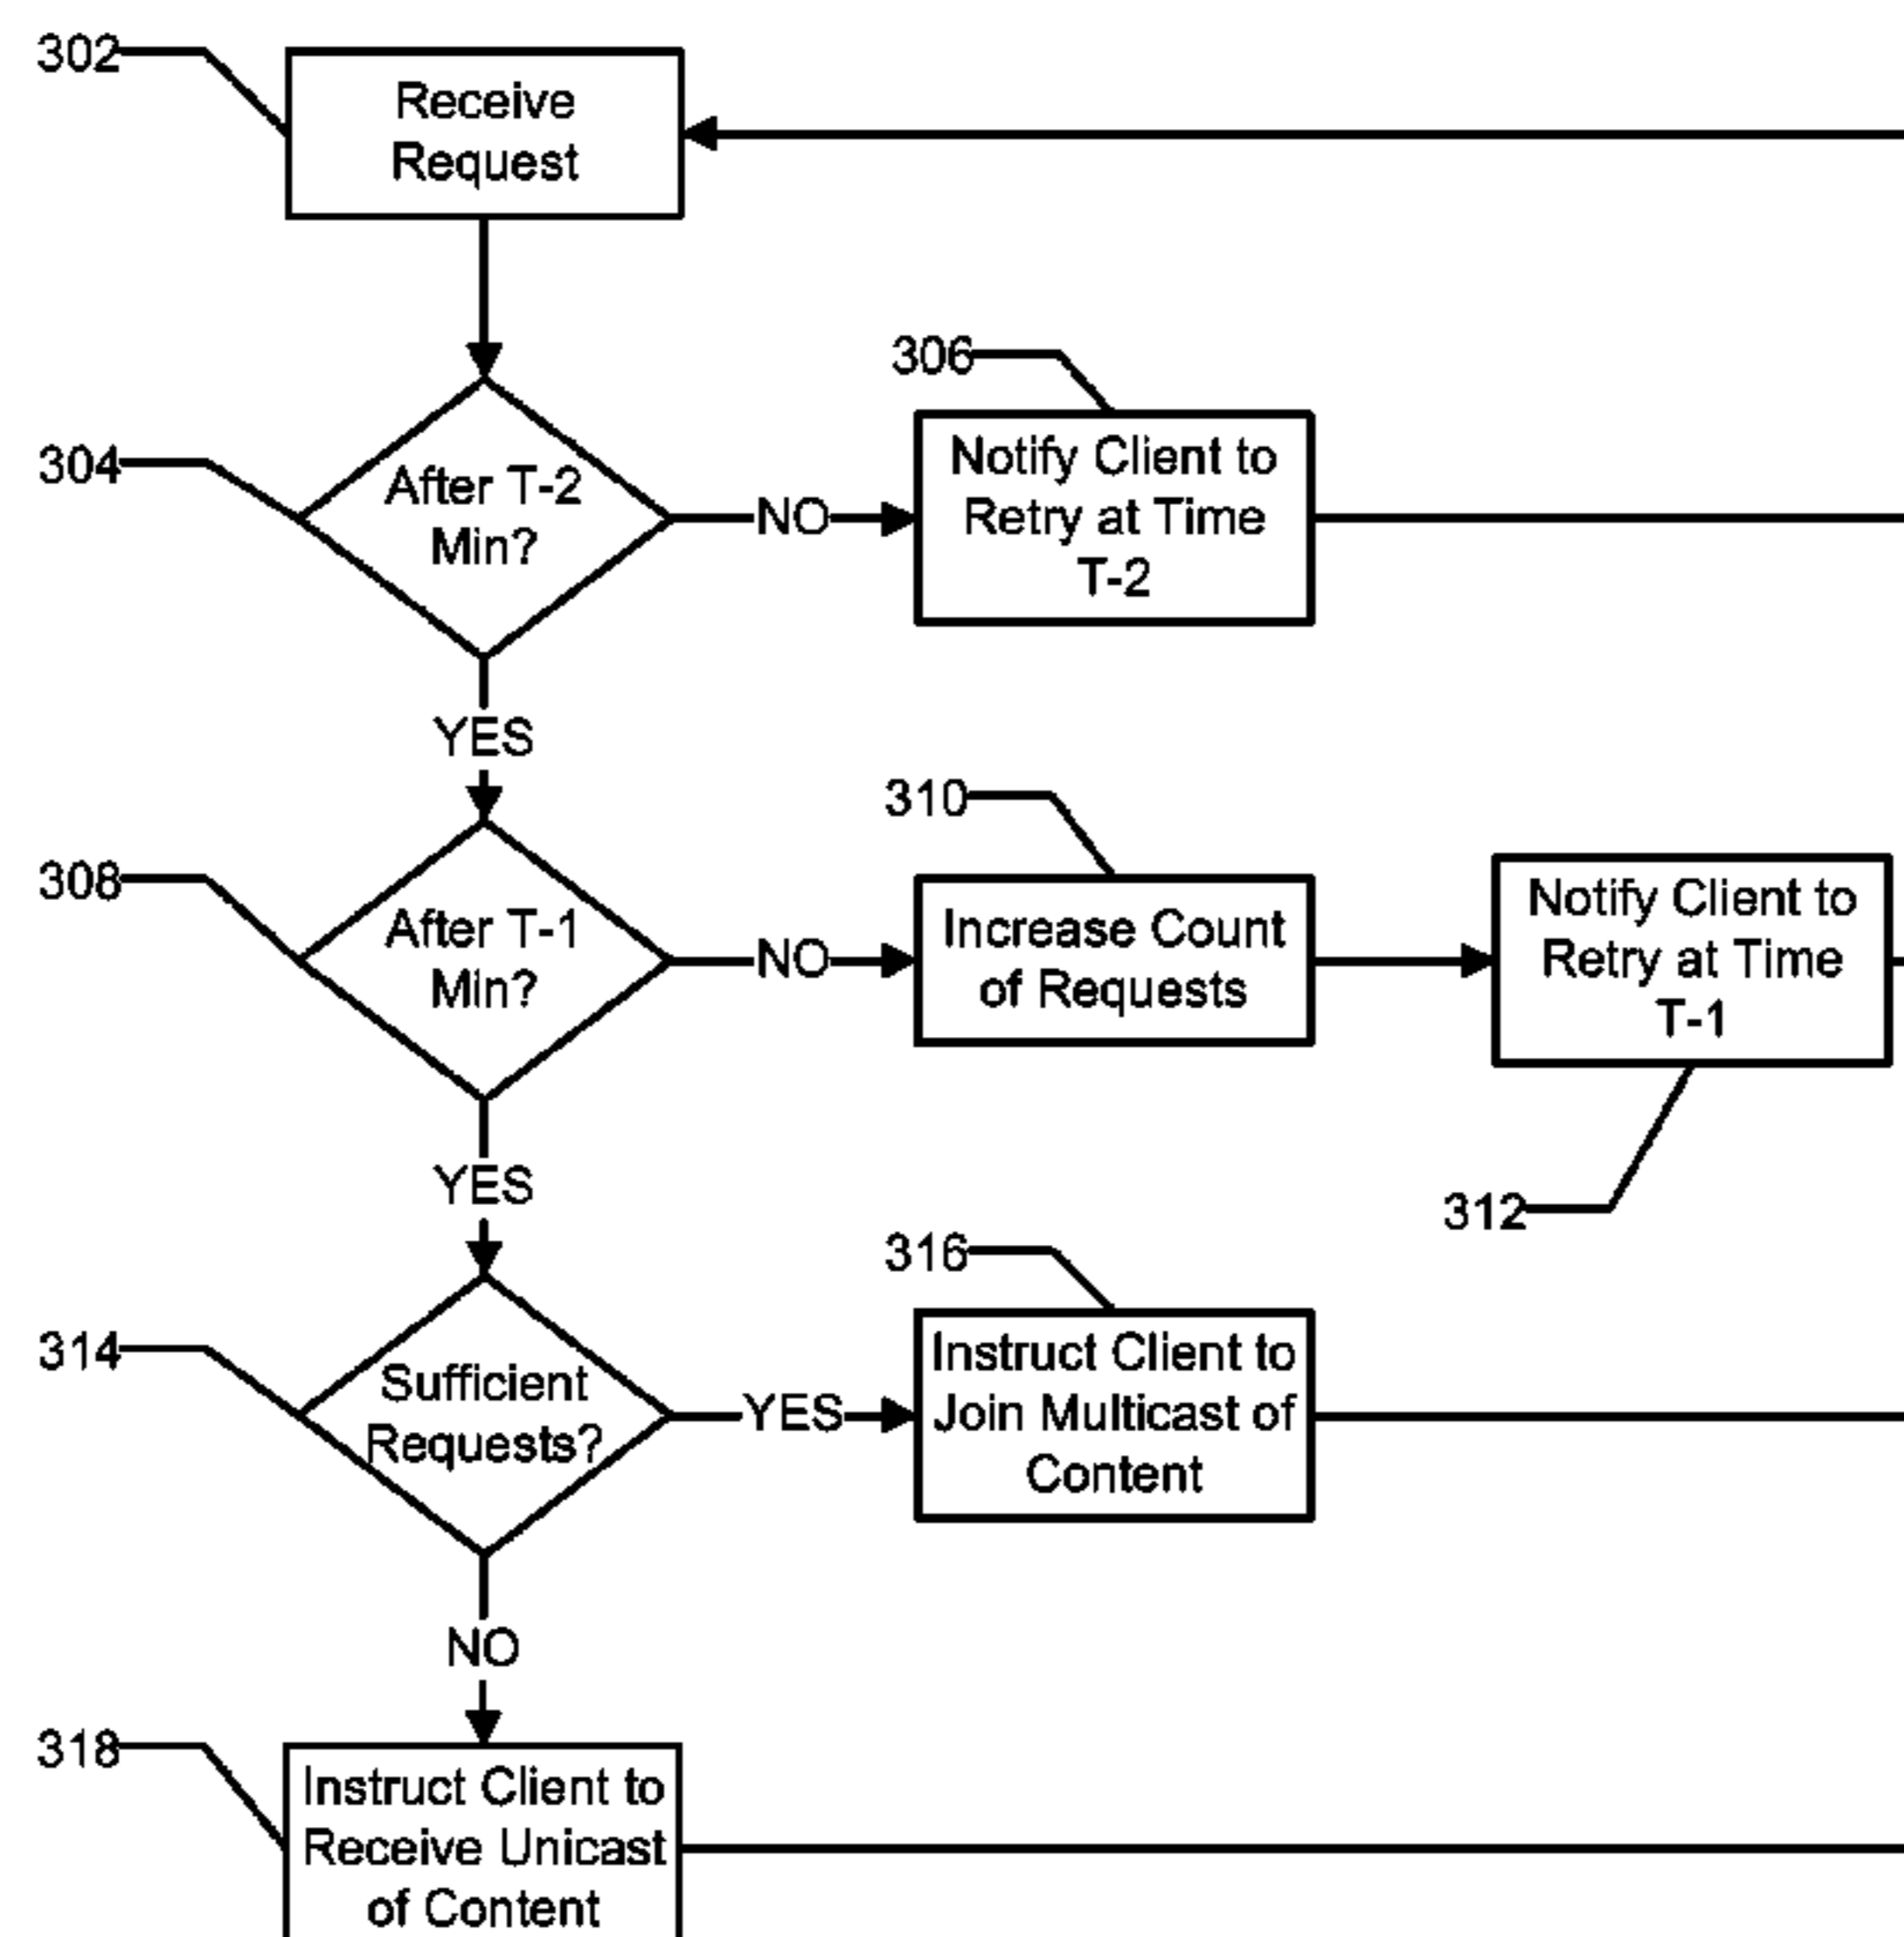 302
Receive
Request
306
Notify Client to
Retry at Time
T-2
304
After T-2
Min?
NO
YES
310
308
After T-1
Min?
NO
Increase Count
of Requests
Notify Client to
Retry at Time
T-1
312
YES
316
314
Sufficient
Requests?
YES
Instruct Client to
Join Multicast of
Content
NO
318
Instruct Client to
Receive Unicast
of Content